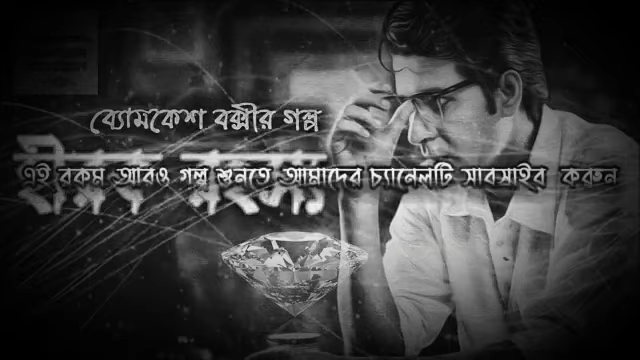 ব্যোমকেশ বক্সীর গল্প
এই রকম আরও গল্প শুনতে আমাদের চ্যানেলটি সাবসাইব করুন